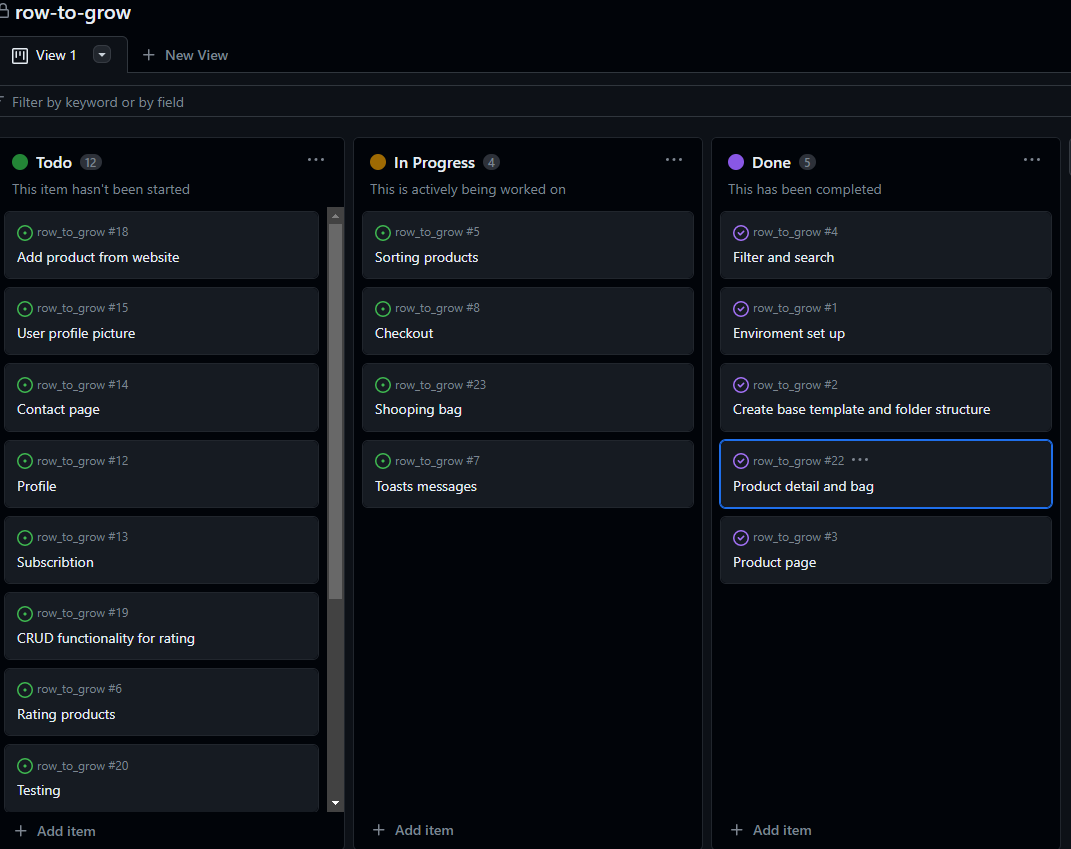 row-to-grow
View 1
New View
Filter by keyword or by field
Todo 12
This item hasn't been started
row_to_grow #18
Add product from website
row_to_grow #15
User profile picture
row_to_grow #14
Contact page
row_to_grow #12
Profile
row_to_grow #13
Subscribtion
row_to_grow #19
CRUD functionality for rating
row_to_grow #6
Rating products
row_to_grow #20
Testing
+ Add item
In Progress 4
This is actively being worked on
row_to_grow #5
Sorting products
row_to_grow #8
Checkout
row_to_grow #23
Shooping bag
row_to_grow #7
Toasts messages
+ Add item
Done 5
This has been completed
row_to_grow #4
Filter and search
row_to_grow #1
Enviroment set up
row_to_grow #2
Create base template and folder structure
row_to_grow #22
Product detail and bag
row_to_grow #3
Product page
+ Add item